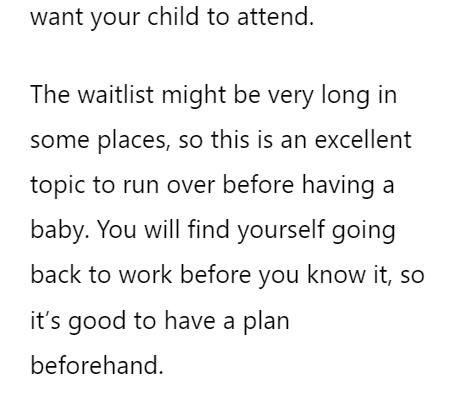 want your child to attend.
The waitlist might be very long in
some places, so this is an excellent
topic to run over before having a
baby. You will find yourself going
back to work before you know it, so
it’s good to have a plan
beforehand.